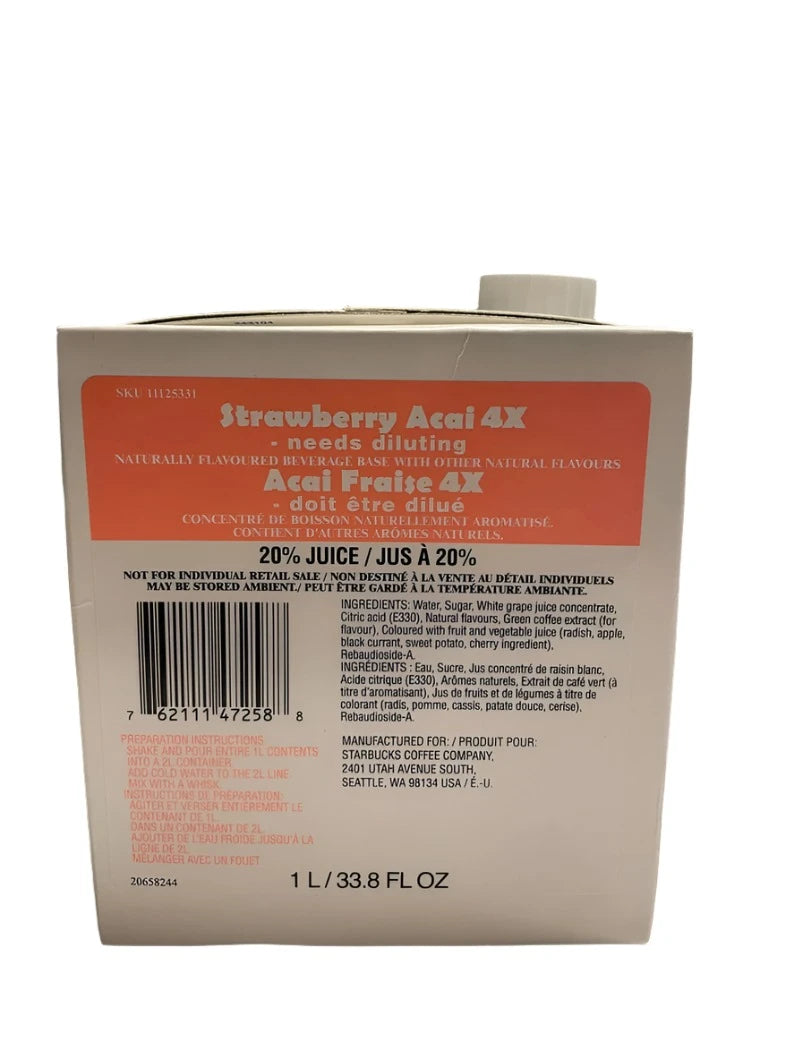 SKU 11125331
Strawberry Acai 4X
- needs diluting
NATURALLY FLAVOURED BEVERAGE BASE WITH OTHER NATURAL FLAVOURS
Acai Fraise 4X
- doit être dilué
CONCENTRÉ DE BOISSON NATURELLEMENT AROMATISÉ.
CONTIENT D'AUTRES ARÔMES NATURELS.
20% JUICE / JUS À 20%
NOT FOR INDIVIDUAL RETAIL SALE / NON DESTINÉ À LA VENTE AU DÉTAIL INDIVIDUELS
MAY BE STORED AMBIENT./ PEUT ÊTRE GARDÉ À LA TEMPÉRATURE AMBIANTE.
INGREDIENTS: Water, Sugar, White grape juice concentrate,
Citric acid (E330), Natural flavours, Green coffee extract (for
flavour), Coloured with fruit and vegetable juice (radish, apple,
black currant, sweet potato, cherry ingredient),
Rebaudioside-A.
INGRÉDIENTS : Eau, Sucre, Jus concentré de raisin blanc,
Acide citrique (E330), Arômes naturels, Extrait de café vert (à
titre d'aromatisant), Jus de fruits et de légumes à titre de
colorant (radis, pomme, cassis, patate douce, cerise),
Rebaudioside-A.
7 62111 47258 8
PREPARATION INSTRUCTIONS
SHAKE AND POUR ENTIRE 1L CONTENTS
INTO A 2L CONTAINER.
ADD COLD WATER TO THE 2L LINE.
MIX WITH A WHISK.
INSTRUCTIONS DE PREPARATION:
AGITER ET VERSER ENTIÈREMENT LE
CONTENANT DE 1L.
DANS UN CONTENANT DE 2L
AJOUTER DE L'EAU FROIDE JUSQU'À LA
LIGNE DE 2L.
MÉLANGER AVEC UN FOUET
MANUFACTURED FOR: / PRODUIT POUR:
STARBUCKS COFFEE COMPANY,
2401 UTAH AVENUE SOUTH,
SEATTLE, WA 98134 USA / É.-U.
20658244
1 L / 33.8 FL OZ